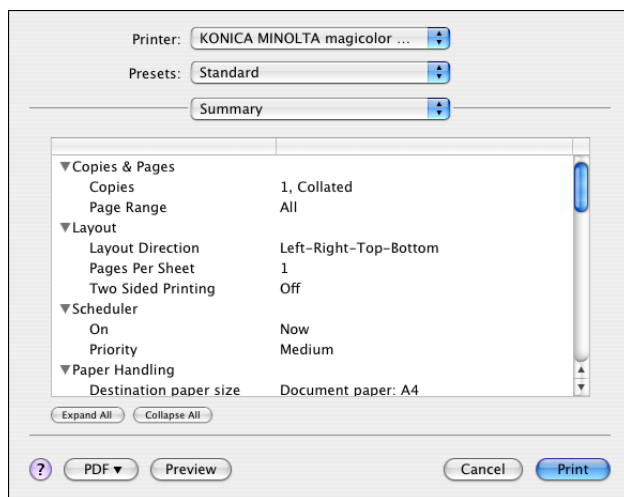 Printer: KONICA MINOLTA magicolor ...
Presets: Standard
Summary
▼Copies & Pages
Copies 1, Collated
Page Range All
▼Layout
Layout Direction Left-Right-Top-Bottom
Pages Per Sheet 1
Two Sided Printing Off
▼Scheduler
On Now
Priority Medium
▼Paper Handling
Destination paper size Document paper: A4
Expand All Collapse All
? PDF ▼ Preview Cancel Print